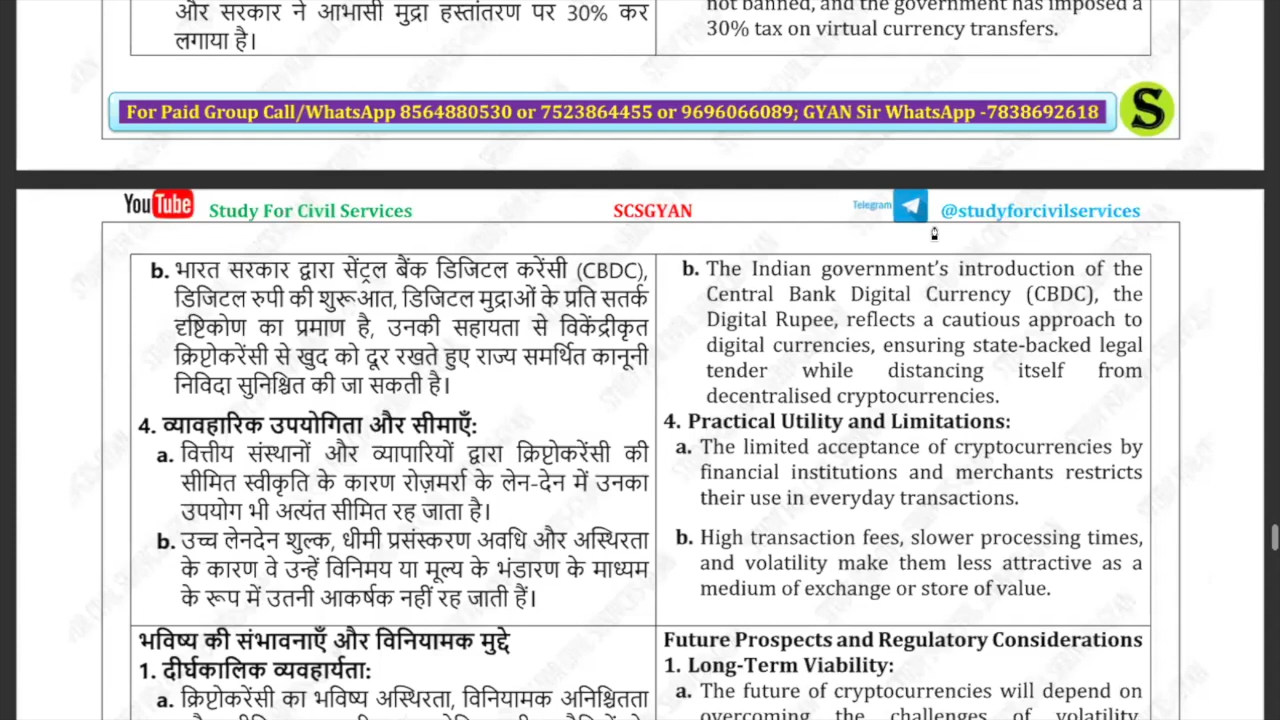 और सरकार ने आभासी मुद्रा हस्तांतरण पर 30% कर
लगाया है।
not banned, and the government has imposed a
30% tax on virtual currency transfers.
For Paid Group Call/WhatsApp 8564880530 or 7523864455 or 9696066089; GYAN Sir WhatsApp -7838692618
S
YouTube Study For Civil Services SCSGYAN Telegram @studyforcivilservices
b. भारत सरकार द्वारा सेंट्रल बैंक डिजिटल करेंसी (CBDC),
डिजिटल रुपी की शुरूआत, डिजिटल मुद्राओं के प्रति सतर्क
दृष्टिकोण का प्रमाण है, उनकी सहायता से विकेंद्रीकृत
क्रिप्टोकरेंसी से खुद को दूर रखते हुए राज्य समर्थित कानूनी
निविदा सुनिश्चित की जा सकती है।
4. व्यावहारिक उपयोगिता और सीमाएँ:
a. वित्तीय संस्थानों और व्यापारियों द्वारा क्रिप्टोकरेंसी की
सीमित स्वीकृति के कारण रोज़मर्रा के लेन-देन में उनका
उपयोग भी अत्यंत सीमित रह जाता है।
b. उच्च लेनदेन शुल्क, धीमी प्रसंस्करण अवधि और अस्थिरता
के कारण वे उन्हें विनिमय या मूल्य के भंडारण के माध्यम
के रूप में उतनी आकर्षक नहीं रह जाती हैं।
b. The Indian government’s introduction of the
Central Bank Digital Currency (CBDC), the
Digital Rupee, reflects a cautious approach to
digital currencies, ensuring state-backed legal
tender while distancing itself from
decentralised cryptocurrencies.
4. Practical Utility and Limitations:
a. The limited acceptance of cryptocurrencies by
financial institutions and merchants restricts
their use in everyday transactions.
b. High transaction fees, slower processing times,
and volatility make them less attractive as a
medium of exchange or store of value.
भविष्य की संभावनाएँ और विनियामक मुद्दे
1. दीर्घकालिक व्यवहार्यता:
a. क्रिप्टोकरेंसी का भविष्य अस्थिरता, विनियामक अनिश्चितता
Future Prospects and Regulatory Considerations
1. Long-Term Viability:
a. The future of cryptocurrencies will depend on
overcoming the challenges of volatility,